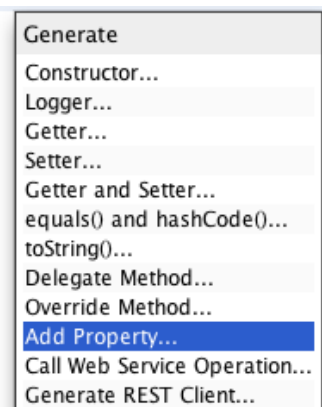 Generate
Constructor...
Logger...
Getter...
Setter...
Getter and Setter...
equals() and hashCode()...
toString()...
Delegate Method...
Override Method...
Add Property...
Call Web Service Operation...
Generate REST Client...